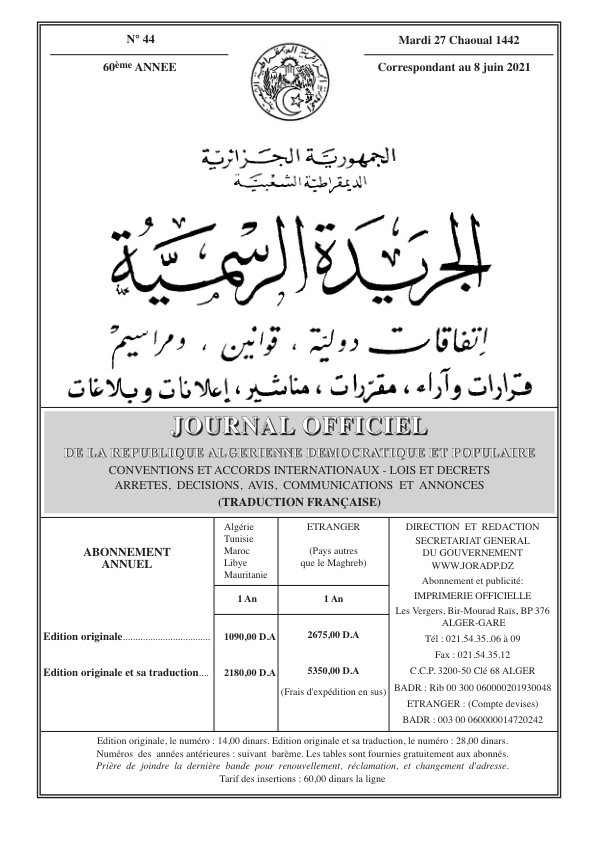 N° 44
Mardi 27 Chaoual 1442
60ème ANNEE
Correspondant au 8 juin 2021
الجمهوريّة الجزائريّة
الديمقراطيّة الشعبيّة
الجريدة الرسميّة
إتفاقات دوليّة ، قوانين ، ومراسيم
قرارات وآراء ، مقرّرات ، مناشير ، إعلانات وبلاغات
JOURNAL OFFICIEL
DE LA REPUBLIQUE ALGERIENNE DEMOCRATIQUE ET POPULAIRE
CONVENTIONS ET ACCORDS INTERNATIONAUX - LOIS ET DECRETS
ARRETES, DECISIONS, AVIS, COMMUNICATIONS ET ANNONCES
(TRADUCTION FRANÇAISE)
ABONNEMENT
ANNUEL
Algérie
Tunisie
Maroc
Libye
Mauritanie
ETRANGER
(Pays autres
que le Maghreb)
1 An
1 An
Edition originale.................................. 1090,00 D.A 2675,00 D.A
Edition originale et sa traduction.... 2180,00 D.A 5350,00 D.A
(Frais d'expédition en sus)
DIRECTION ET REDACTION
SECRETARIAT GENERAL
DU GOUVERNEMENT
WWW.JORADP.DZ
Abonnement et publicité:
IMPRIMERIE OFFICIELLE
Les Vergers, Bir-Mourad Raïs, BP 376
ALGER-GARE
Tél : 021.54.35..06 à 09
Fax : 021.54.35.12
C.C.P. 3200-50 Clé 68 ALGER
BADR : Rib 00 300 060000201930048
ETRANGER : (Compte devises)
BADR : 003 00 060000014720242
Edition originale, le numéro : 14,00 dinars. Edition originale et sa traduction, le numéro : 28,00 dinars.
Numéros des années antérieures : suivant barème. Les tables sont fournies gratuitement aux abonnés.
Prière de joindre la dernière bande pour renouvellement, réclamation, et changement d'adresse.
Tarif des insertions : 60,00 dinars la ligne